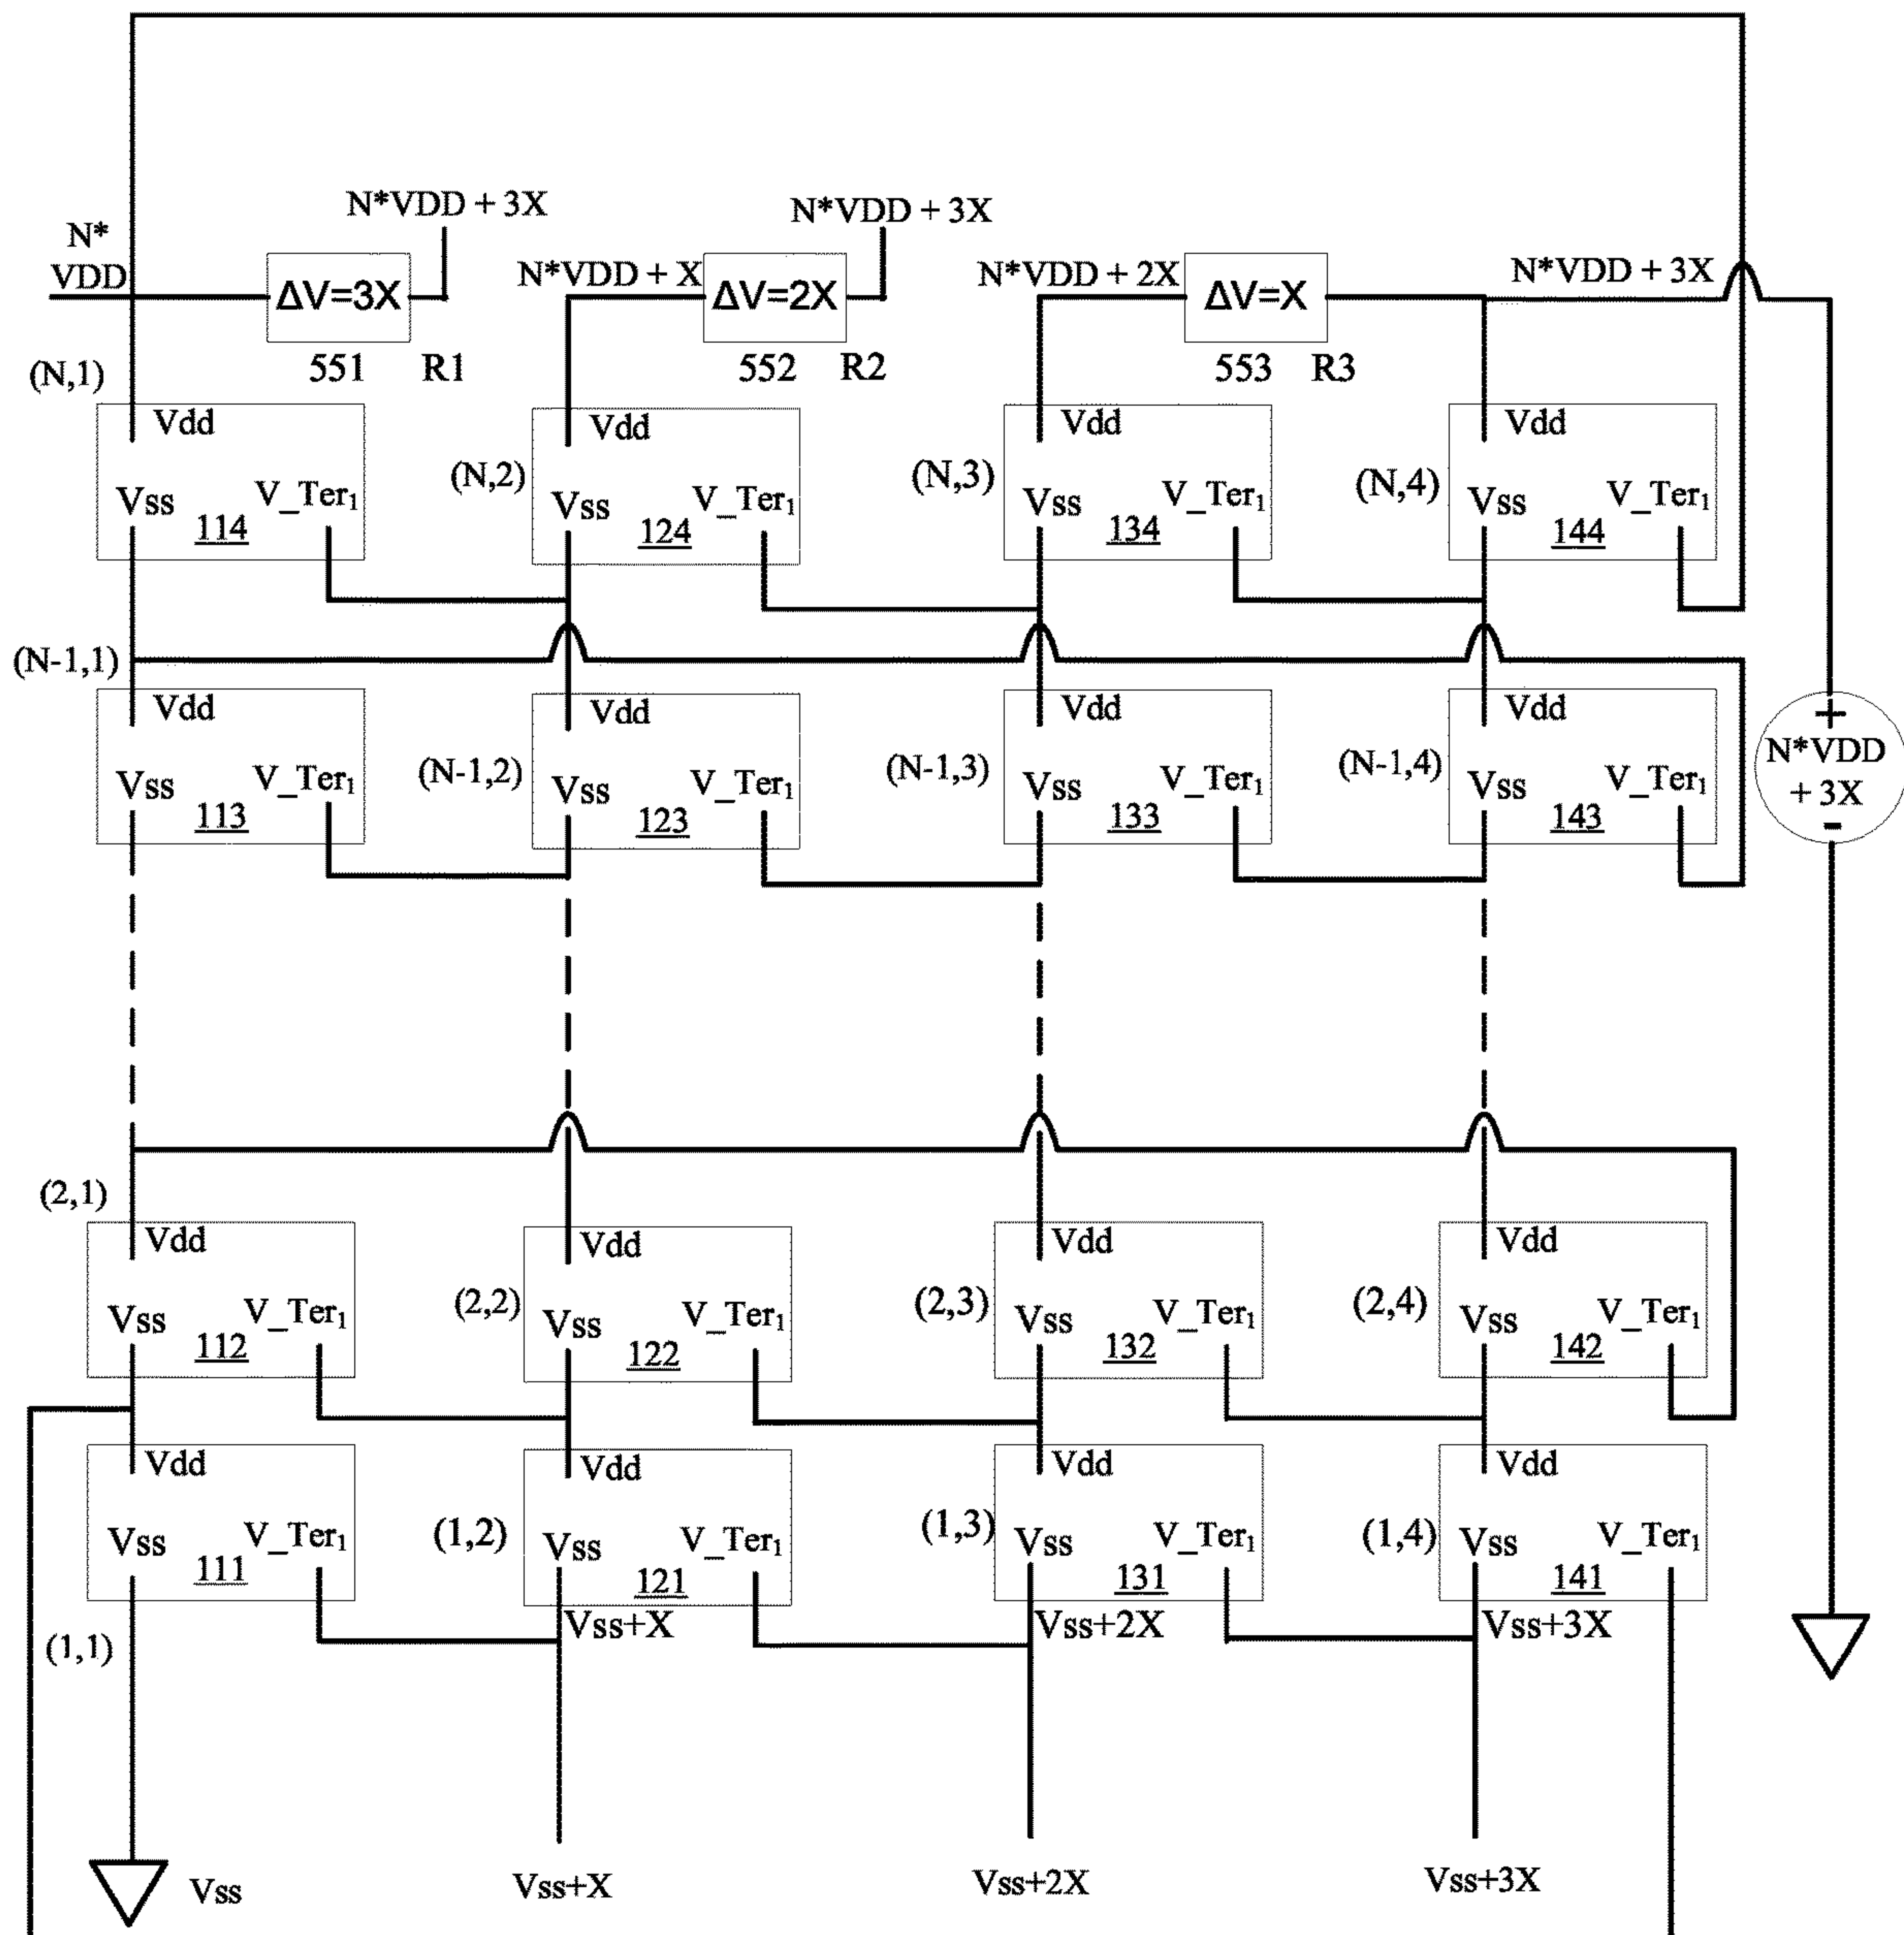 N*VDD + 3X
N*VDD + 3X
N*
VDD
ΔV=3X
N*VDD + X
ΔV=2X
N*VDD + 2X
ΔV=X
N*VDD + 3X
551 R1
552 R2
553 R3
(N,1)
Vdd
Vss
V_Ter1
114
(N,2)
Vdd
Vss
V_Ter1
124
(N,3)
Vdd
Vss
V_Ter1
134
(N,4)
Vdd
Vss
V_Ter1
144
(N-1,1)
Vdd
Vss
V_Ter1
113
(N-1,2)
Vdd
Vss
V_Ter1
123
(N-1,3)
Vdd
Vss
V_Ter1
133
(N-1,4)
Vdd
Vss
V_Ter1
143
+
N*VDD
+ 3X
-
(2,1)
Vdd
Vss
V_Ter1
112
(2,2)
Vdd
Vss
V_Ter1
122
(2,3)
Vdd
Vss
V_Ter1
132
(2,4)
Vdd
Vss
V_Ter1
142
Vdd
Vss
V_Ter1
111
(1,1)
(1,2)
Vdd
Vss
V_Ter1
121
Vss+X
(1,3)
Vdd
Vss
V_Ter1
131
Vss+2X
(1,4)
Vdd
Vss
V_Ter1
141
Vss+3X
Vss
Vss+X
Vss+2X
Vss+3X